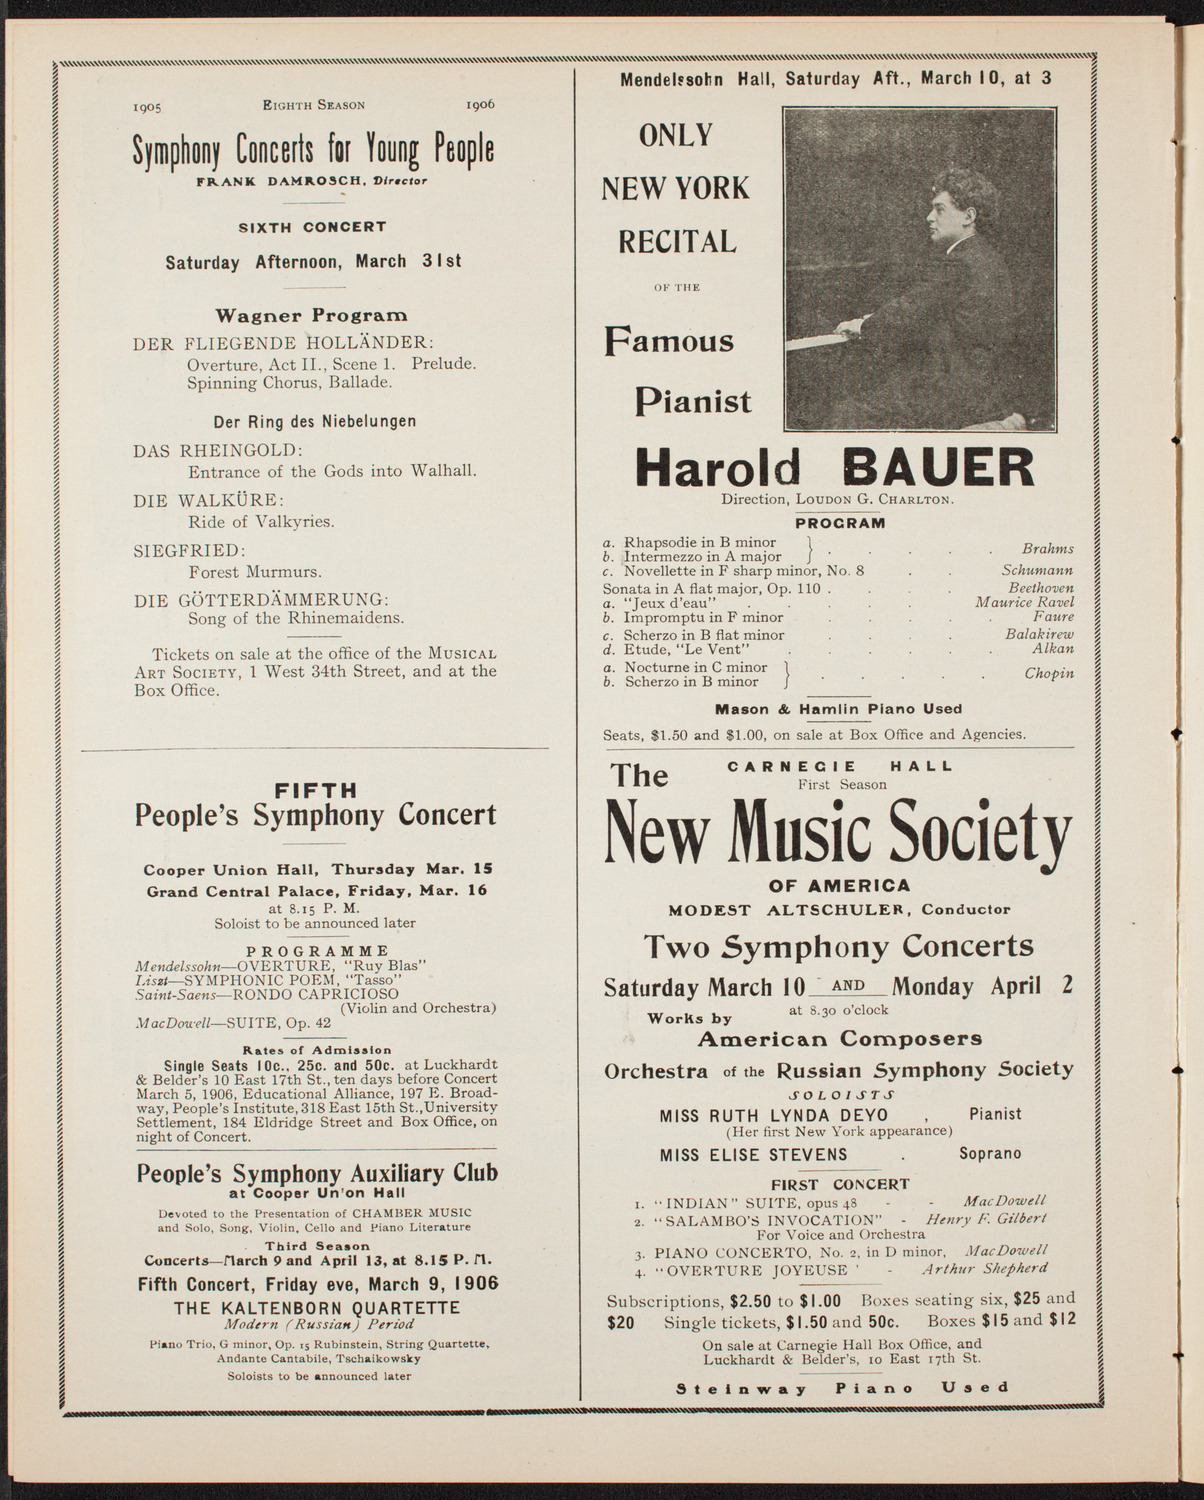 1905 EIGHTH SEASON 1906
Symphony Concerts for Young People
FRANK DAMROSCH, Director
SIXTH CONCERT
Saturday Afternoon, March 31st
Wagner Program
DER FLIEGENDE HOLLÄNDER:
Overture, Act II., Scene 1. Prelude.
Spinning Chorus, Ballade.
Der Ring des Niebelungen
DAS RHEINGOLD:
Entrance of the Gods into Walhall.
DIE WALKÜRE:
Ride of Valkyries.
SIEGFRIED:
Forest Murmurs.
DIE GÖTTERDÄMMERUNG:
Song of the Rhinemaidens.
Tickets on sale at the office of the MUSICAL
ART SOCIETY, 1 West 34th Street, and at the
Box Office.
FIFTH
People's Symphony Concert
Cooper Union Hall, Thursday Mar. 15
Grand Central Palace, Friday, Mar. 16
at 8.15 P. M.
Soloist to be announced later
PROGRAMME
Mendelssohn—OVERTURE, "Ruy Blas"
Liszt—SYMPHONIC POEM, "Tasso"
Saint-Saens—RONDO CAPRICIOSO
(Violin and Orchestra)
MacDowell—SUITE, Op. 42
Rates of Admission
Single Seats 10c., 25c. and 50c. at Luckhardt
& Belder's 10 East 17th St., ten days before Concert
March 5, 1906, Educational Alliance, 197 E. Broad-
way, People's Institute, 318 East 15th St., University
Settlement, 184 Eldridge Street and Box Office, on
night of Concert.
People's Symphony Auxiliary Club
at Cooper Un'on Hall
Devoted to the Presentation of CHAMBER MUSIC
and Solo, Song, Violin, Cello and Piano Literature
Third Season
Concerts—March 9 and April 13, at 8.15 P. M.
Fifth Concert, Friday eve, March 9, 1906
THE KALTENBORN QUARTETTE
Modern (Russian) Period
Piano Trio, G minor, Op. 15 Rubinstein, String Quartette,
Andante Cantabile, Tschaikowsky
Soloists to be announced later
Mendelssohn Hall, Saturday Aft., March 10, at 3
ONLY
NEW YORK
RECITAL
OF THE
Famous
Pianist
Harold BAUER
Direction, LOUDON G. CHARLTON.
PROGRAM
a. Rhapsodie in B minor
b. Intermezzo in A major } . . . . . Brahms
c. Novellette in F sharp minor, No. 8 . . Schumann
Sonata in A flat major, Op. 110 . . . . Beethoven
a. "Jeux d'eau" . . . . . Maurice Ravel
b. Impromptu in F minor . . . . . Faure
c. Scherzo in B flat minor . . . . Balakirew
d. Etude, "Le Vent" . . . . . Alkan
a. Nocturne in C minor
b. Scherzo in B minor } . . . . . Chopin
Mason & Hamlin Piano Used
Seats, $1.50 and $1.00, on sale at Box Office and Agencies.
CARNEGIE HALL
First Season
The
New Music Society
OF AMERICA
MODEST ALTSCHULER, Conductor
Two Symphony Concerts
Saturday March 10 AND Monday April 2
at 8.30 o'clock
Works by
American Composers
Orchestra of the Russian Symphony Society
SOLOISTS
MISS RUTH LYNDA DEYO , Pianist
(Her first New York appearance)
MISS ELISE STEVENS . Soprano
FIRST CONCERT
1. "INDIAN" SUITE, opus 48 - - MacDowell
2. "SALAMBO'S INVOCATION" - Henry F. Gilbert
For Voice and Orchestra
3. PIANO CONCERTO, No. 2, in D minor, MacDowell
4. "OVERTURE JOYEUSE ' - Arthur Shepherd
Subscriptions, $2.50 to $1.00 Boxes seating six, $25 and
$20 Single tickets, $1.50 and 50c. Boxes $15 and $12
On sale at Carnegie Hall Box Office, and
Luckhardt & Belder's, 10 East 17th St.
Steinway Piano Used